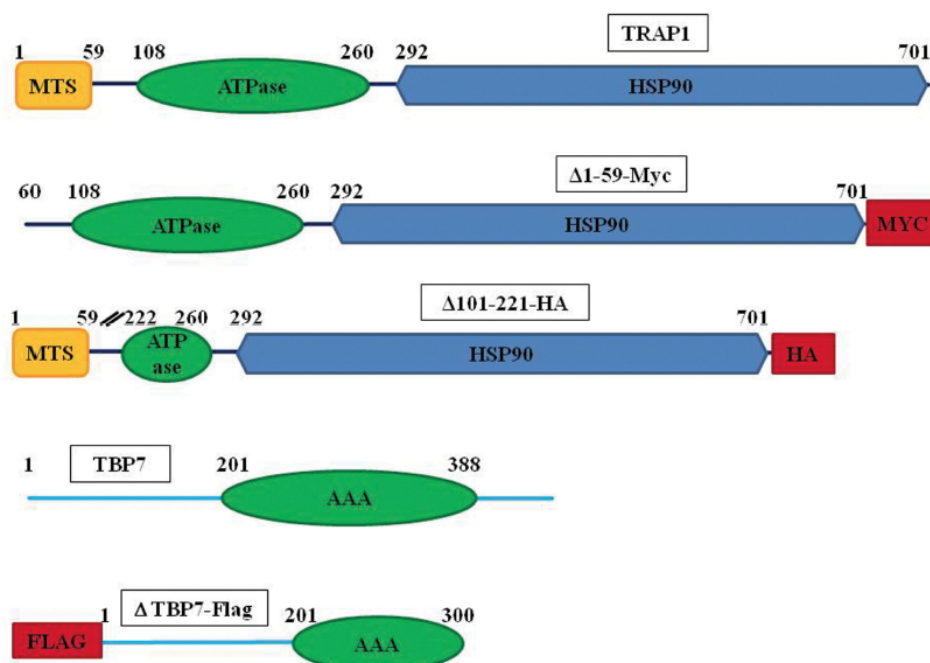 TRAP1
1 59 108 260 292 701
MTS ATPase HSP90
Δ1-59-Myc
60 108 260 292 701
ATPase HSP90 MYC
Δ101-221-HA
1 59 222 260 292 701
MTS ATP HSP90 HA
ase
1 TBP7 201 388
AAA
1 Δ TBP7-Flag 201 300
FLAG AAA